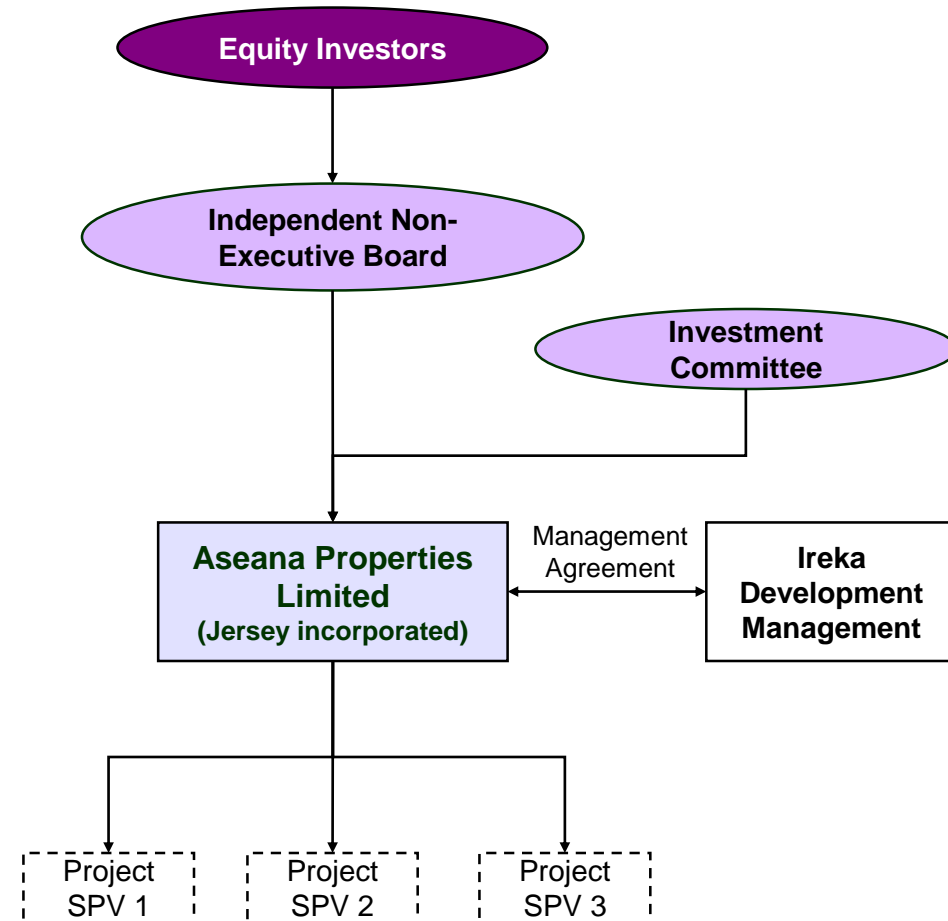 Equity Investors
Independent Non-
Executive Board
Investment
Committee
Aseana Properties
Limited
(Jersey incorporated)
Management
Agreement
Ireka
Development
Management
Project
SPV 1
Project
SPV 2
Project
SPV 3